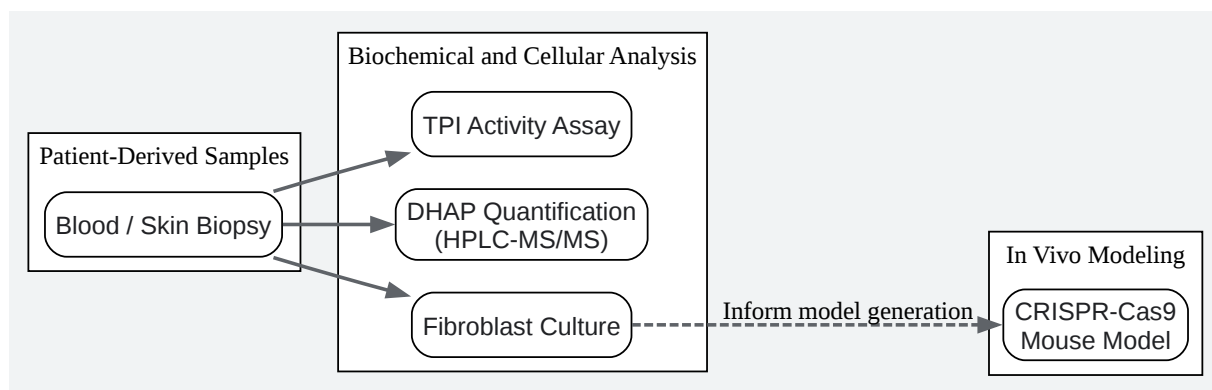 Patient-Derived Samples
Blood / Skin Biopsy
Biochemical and Cellular Analysis
TPI Activity Assay
DHAP Quantification
(HPLC-MS/MS)
Fibroblast Culture
Inform model generation
In Vivo Modeling
CRISPR-Cas9
Mouse Model